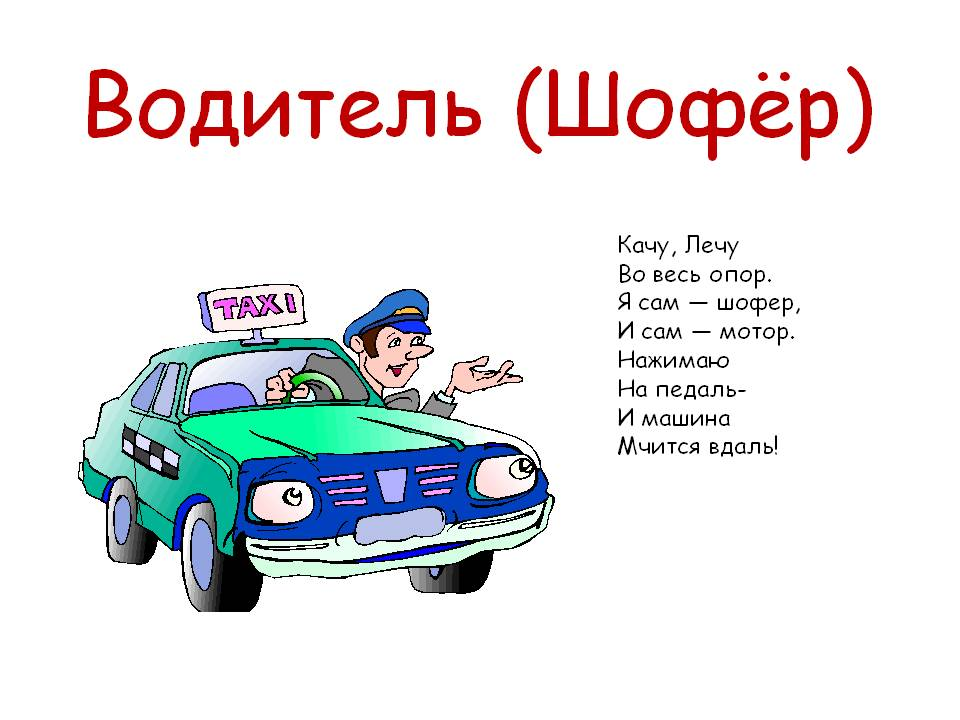 Водитель (Шофёр)
Качу, Лечу
Во весь опор.
Я сам — шофер,
И сам — мотор.
Нажимаю
На педаль-
И машина
Мчится вдаль!
TAXI